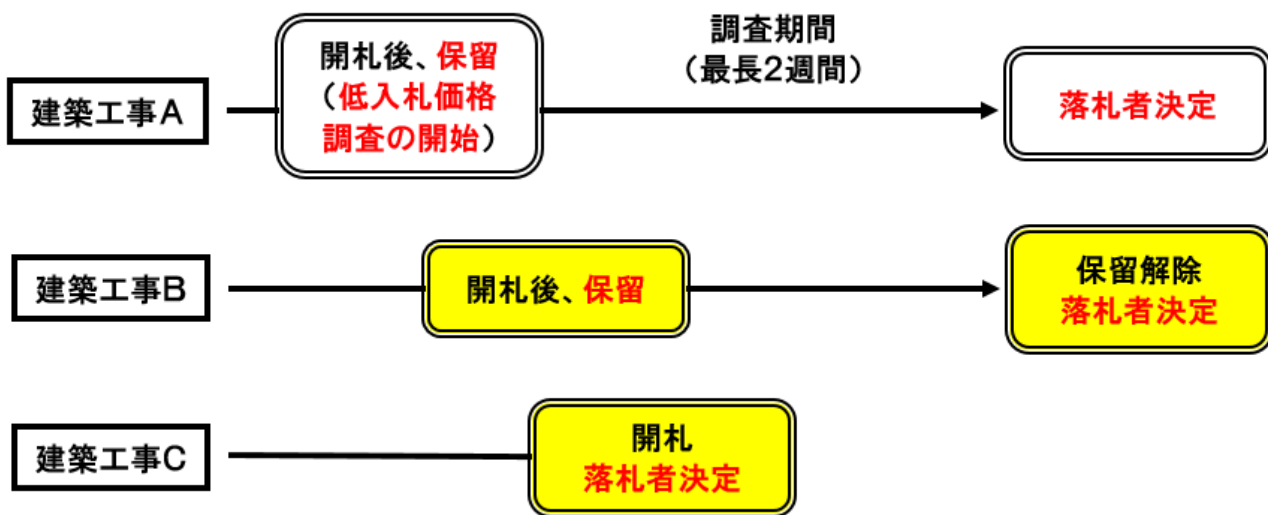 建築工事A
開札後、保留
（低入札価格
調査の開始）
調査期間
（最長2週間）
落札者決定
建築工事B
開札後、保留
保留解除
落札者決定
建築工事C
開札
落札者決定